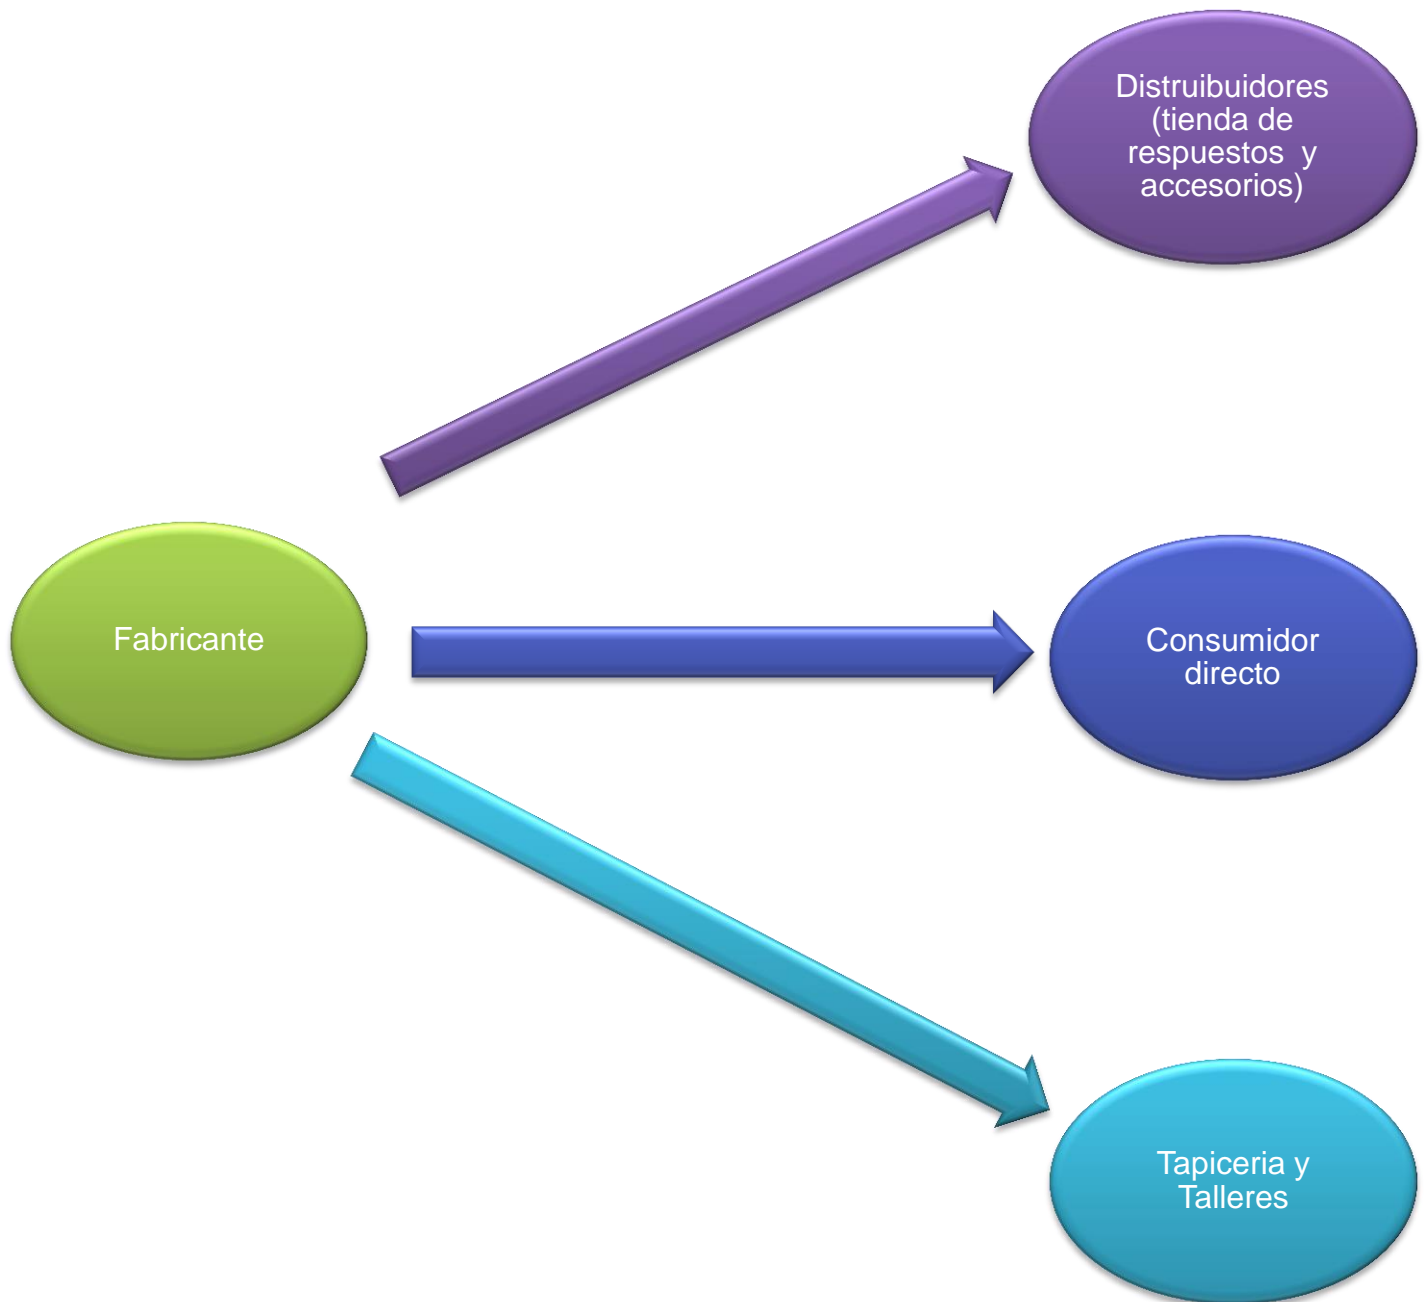 Distruibuidores
(tienda de
respuestos y
accesorios)
Fabricante
Consumidor
directo
Tapiceria y
Talleres